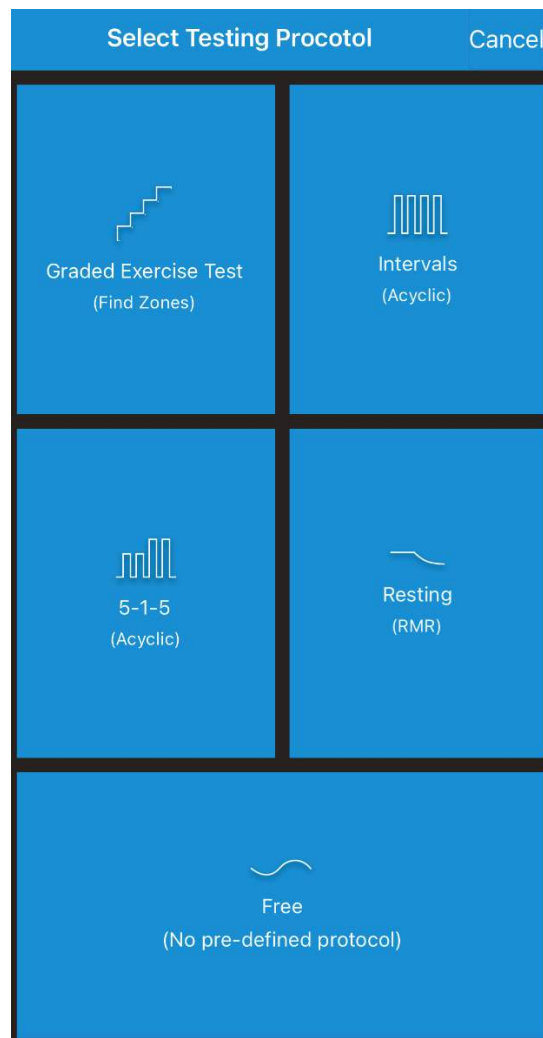 Select Testing Procotol
Cancel
Graded Exercise Test
(Find Zones)
Intervals
(Acyclic)
5-1-5
(Acyclic)
Resting
(RMR)
Free
(No pre-defined protocol)